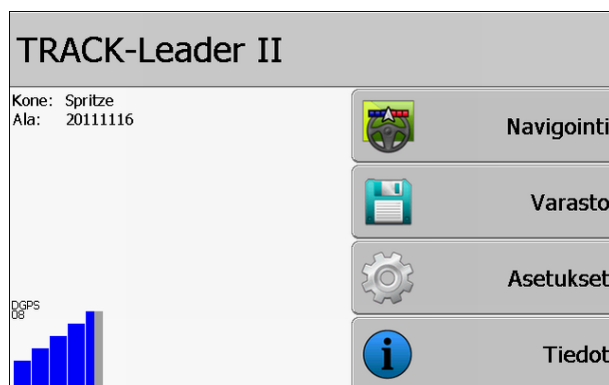 TRACK-Leader II
Kone: Spritze
Ala: 20111116
Navigointi
Varasto
Asetukset
Tiedot
DGPS
08